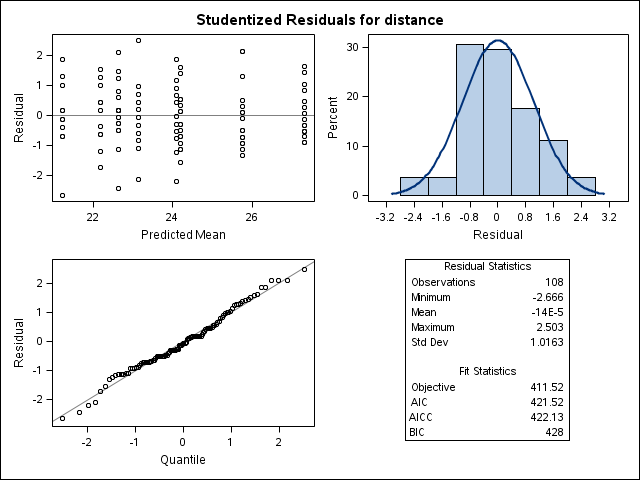 Studentized Residuals for distance
Residual
2
1
0
-1
-2
22 24 26
Predicted Mean
Percent
30
20
10
0
-3.2 -2.4 -1.6 -0.8 0 0.8 1.6 2.4 3.2
Residual
Residual
2
1
0
-1
-2
-2 -1 0 1 2
Quantile
Residual Statistics
Observations 108
Minimum -2.666
Mean -14E-5
Maximum 2.503
Std Dev 1.0163
Fit Statistics
Objective 411.52
AIC 421.52
AICC 422.13
BIC 428